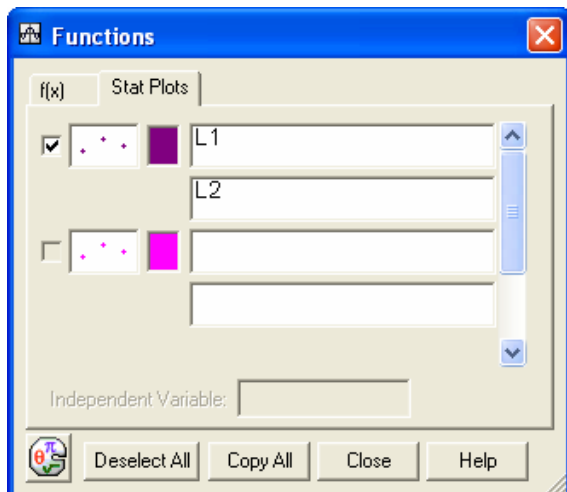 Functions
f(x) Stat Plots
L1
L2
Independent Variable:
Deselect All Copy All Close Help